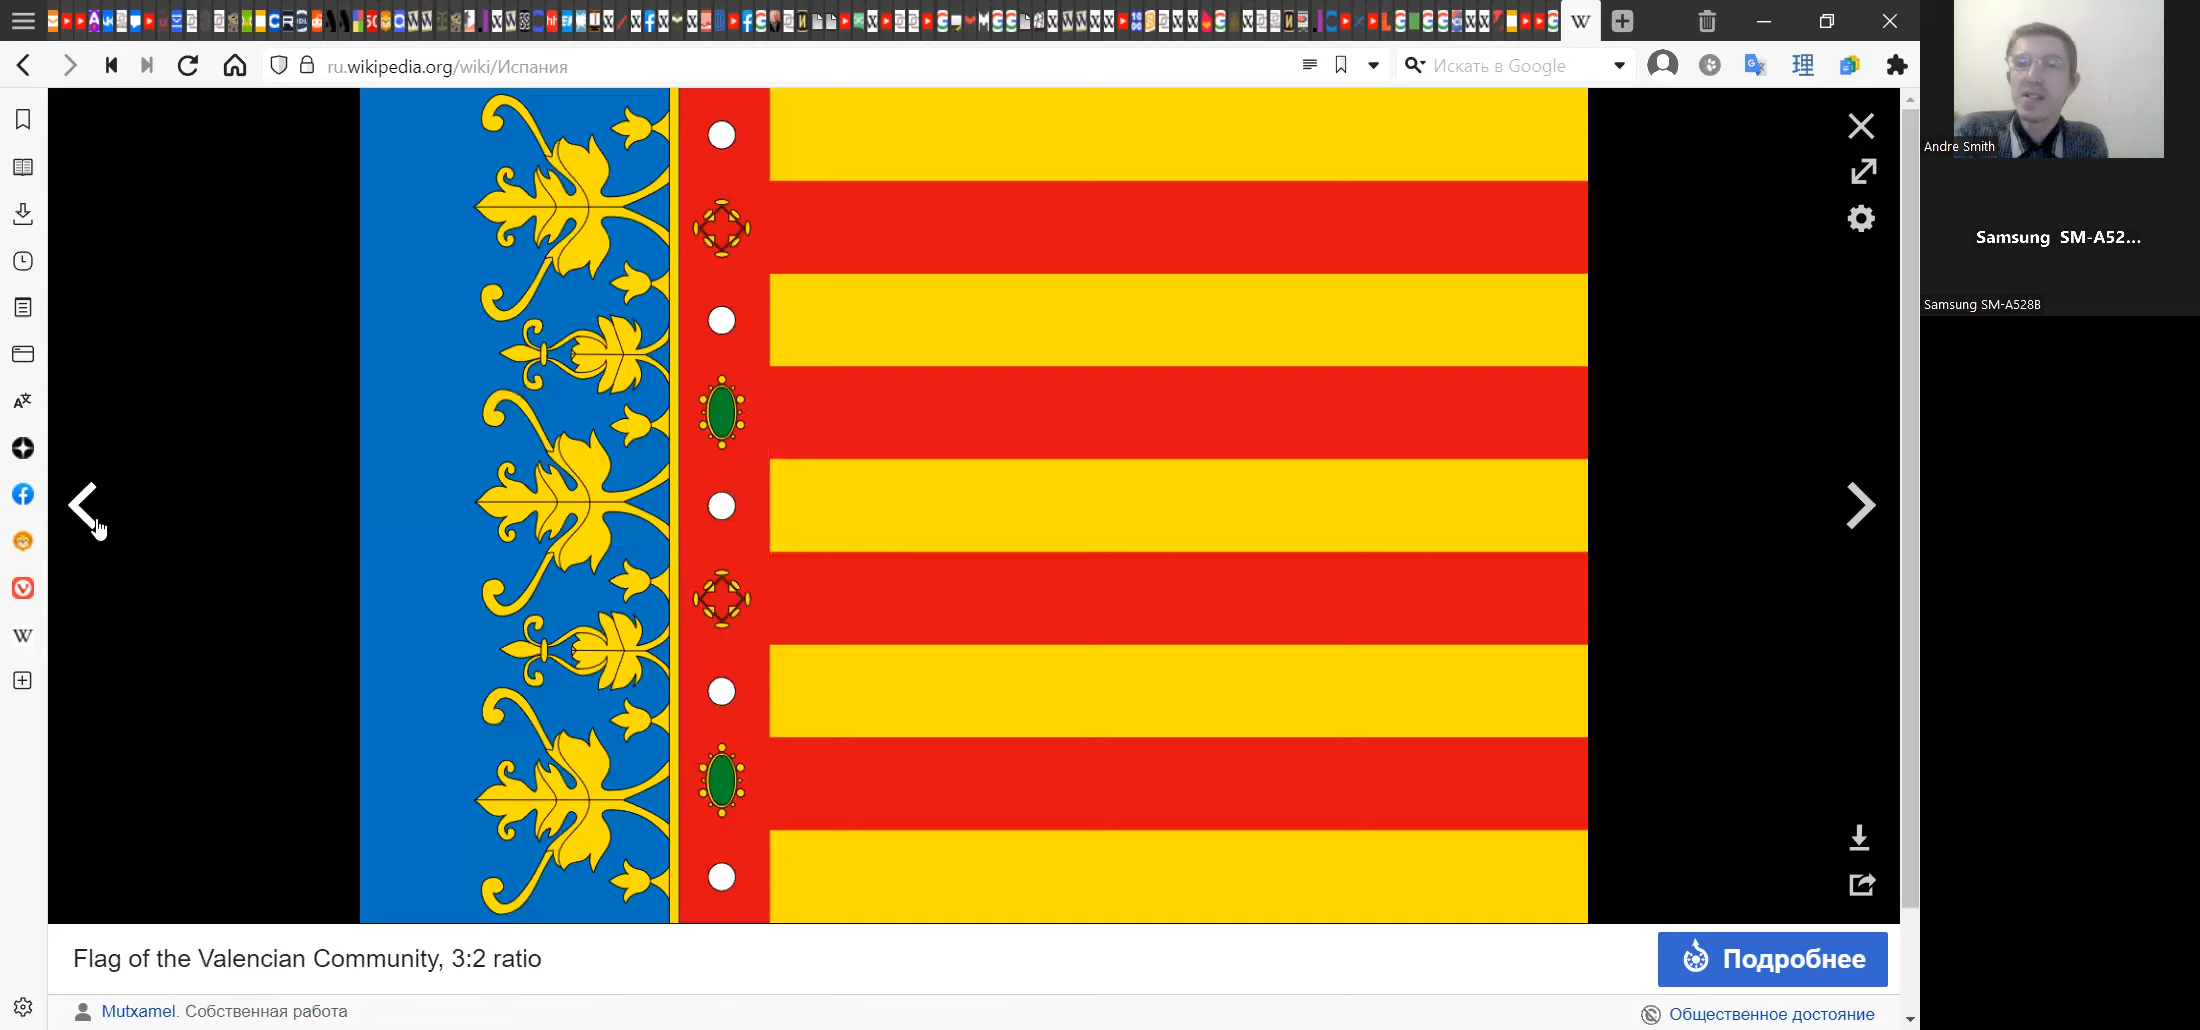 ru.wikipedia.org/wiki/Испания
Искать в Google
理
Andre Smith
Samsung SM-A52...
Samsung SM-A528B
W
Flag of the Valencian Community, 3:2 ratio
Подробнее
Mutxamel. Собственная работа
Общественное достояние